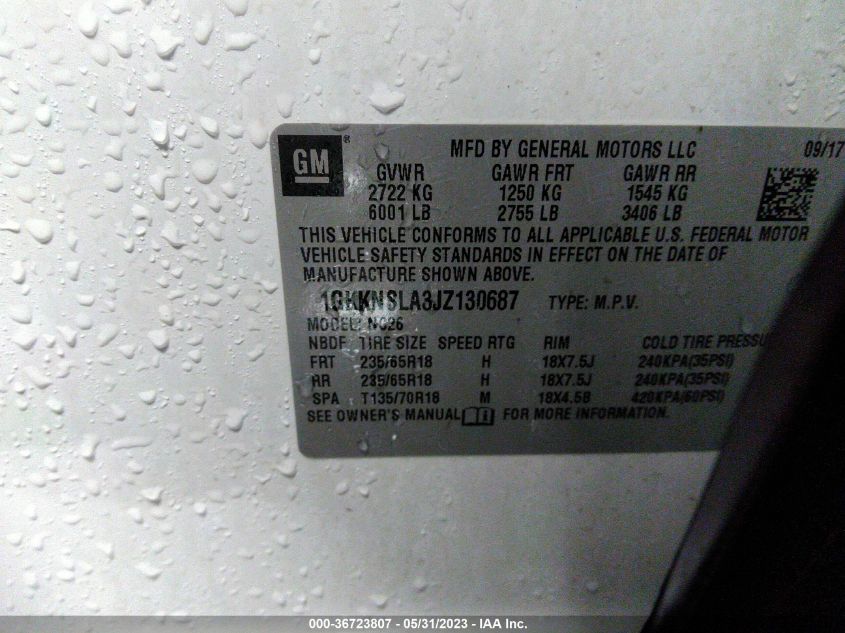 GM ®
MFD BY GENERAL MOTORS LLC 09/17
GVWR GAWR FRT GAWR RR
2722 KG 1250 KG 1545 KG
6001 LB 2755 LB 3406 LB
THIS VEHICLE CONFORMS TO ALL APPLICABLE U.S. FEDERAL MOTOR
VEHICLE SAFETY STANDARDS IN EFFECT ON THE DATE OF
MANUFACTURE SHOWN ABOVE.
1GKKNSLA3JZ130687 TYPE: M.P.V.
MODEL: NC26
NBDF TIRE SIZE SPEED RTG RIM COLD TIRE PRESSU
FRT 235/65R18 H 18X7.5J 240KPA(35PSI)
RR 235/65R18 H 18X7.5J 240KPA(35PSI)
SPA T135/70R18 M 18X4.5B 420KPA(60PSI)
SEE OWNER'S MANUAL FOR MORE INFORMATION.
000-36723807 - 05/31/2023 - IAA Inc.